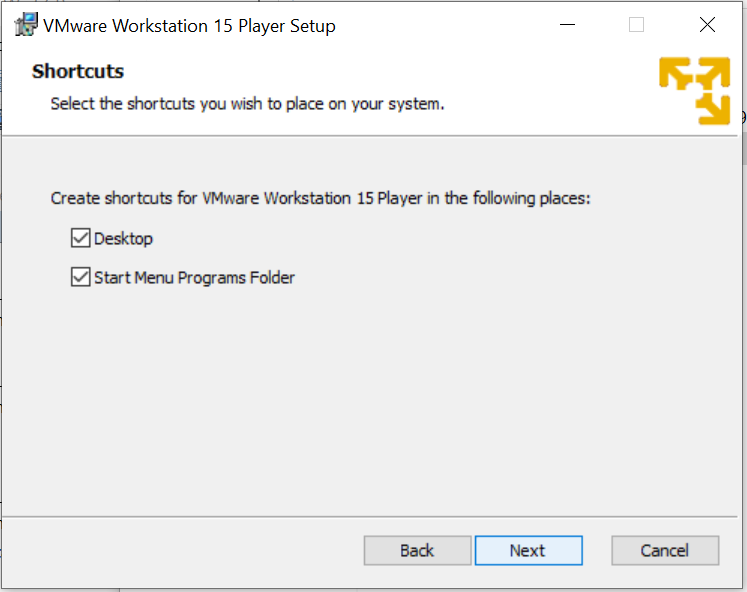 VMware Workstation 15 Player Setup
Shortcuts
Select the shortcuts you wish to place on your system.
Create shortcuts for VMware Workstation 15 Player in the following places:
Desktop
Start Menu Programs Folder
Back Next Cancel